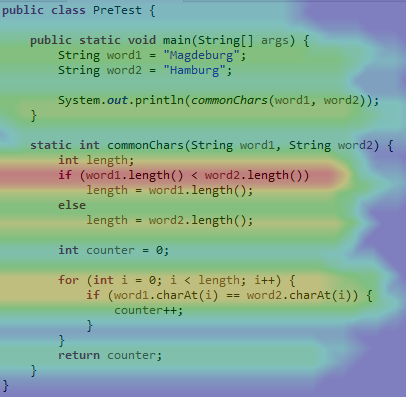 public class PreTest {
    public static void main(String[] args) {
        String word1 = "Magdeburg";
        String word2 = "Hamburg";
        System.out.println(commonChars(word1, word2));
    }
    static int commonChars(String word1, String word2) {
        int length;
        if (word1.length() < word2.length())
            length = word1.length();
        else
            length = word2.length();
        int counter = 0;
        for (int i = 0; i < length; i++) {
            if (word1.charAt(i) == word2.charAt(i)) {
                counter++;
            }
        }
        return counter;
    }
}